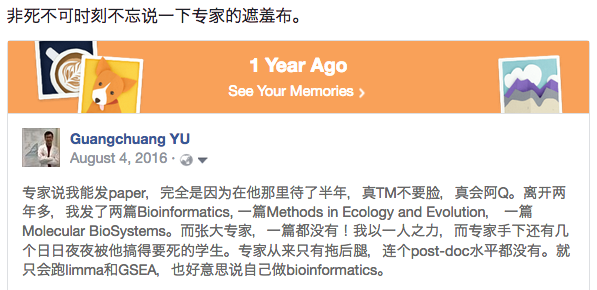 非死不可时刻不忘说一下专家的遮羞布。
1 Year Ago
See Your Memories ›
Guangchuang YU
August 4, 2016 ·
专家说我能发paper，完全是因为在他那里待了半年，真TM不要脸，真会阿Q。离开两
年多，我发了两篇Bioinformatics, 一篇Methods in Ecology and Evolution， 一篇
Molecular BioSystems。而张大专家，一篇都没有！我以一人之力，而专家手下还有几
个日日夜夜被他搞得要死的学生。专家从来只有拖后腿，连个post-doc水平都没有。就
只会跑limma和GSEA，也好意思说自己做bioinformatics。